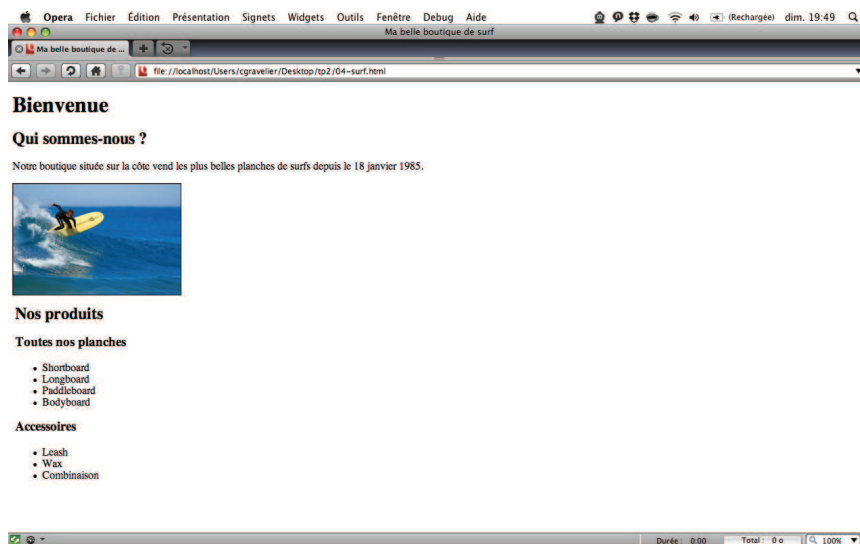 Opera Fichier Édition Présentation Signets Widgets Outils Fenêtre Debug Aide (Rechargée) dim. 19:49
Ma belle boutique de surf
Ma belle boutique de ...
file://localhost/Users/cgravelier/Desktop/tp2/04-surf.html
Bienvenue
Qui sommes-nous ?
Notre boutique située sur la côte vend les plus belles planches de surfs depuis le 18 janvier 1985.
Nos produits
Toutes nos planches
• Shortboard
• Longboard
• Paddleboard
• Bodyboard
Accessoires
• Leash
• Wax
• Combinaison
Durée : 0:00 Total : 0 o 100%